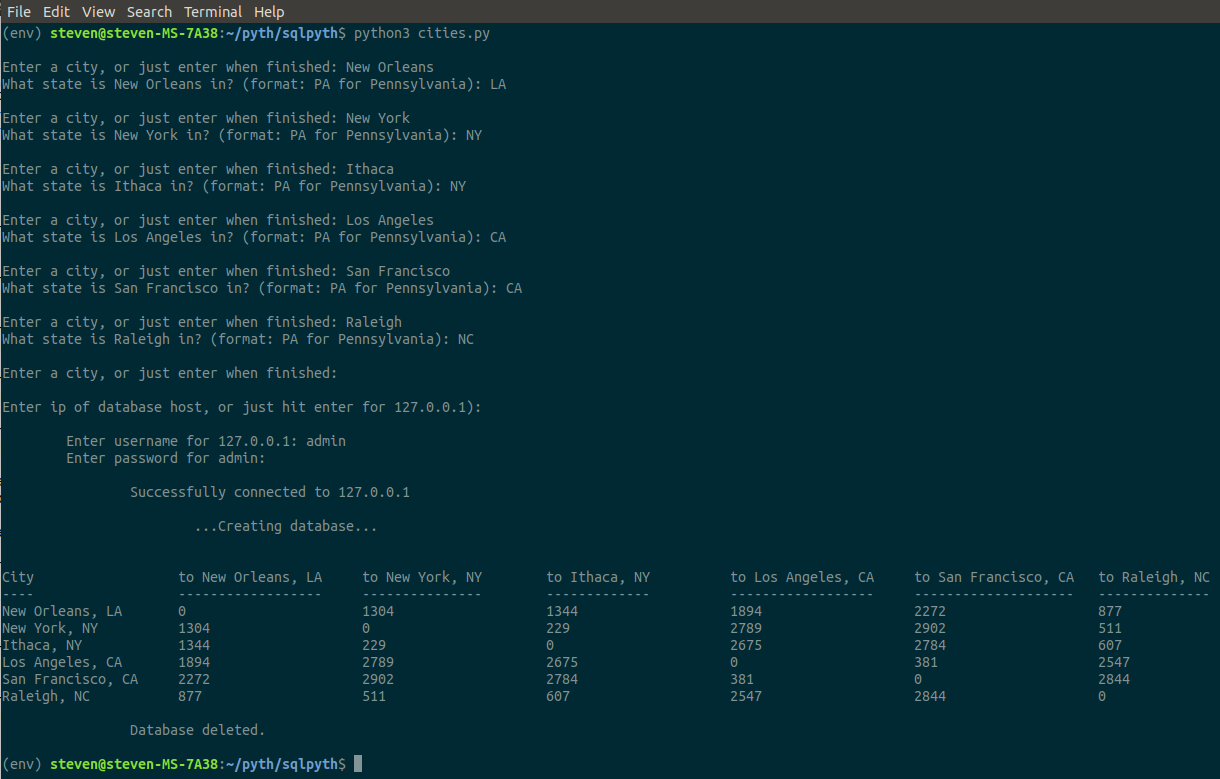 File Edit View Search Terminal Help
(env) steven@steven-MS-7A38:~/pyth/sqlpyth$ python3 cities.py
Enter a city, or just enter when finished: New Orleans
What state is New Orleans in? (format: PA for Pennsylvania): LA
Enter a city, or just enter when finished: New York
What state is New York in? (format: PA for Pennsylvania): NY
Enter a city, or just enter when finished: Ithaca
What state is Ithaca in? (format: PA for Pennsylvania): NY
Enter a city, or just enter when finished: Los Angeles
What state is Los Angeles in? (format: PA for Pennsylvania): CA
Enter a city, or just enter when finished: San Francisco
What state is San Francisco in? (format: PA for Pennsylvania): CA
Enter a city, or just enter when finished: Raleigh
What state is Raleigh in? (format: PA for Pennsylvania): NC
Enter a city, or just enter when finished:
Enter ip of database host, or just hit enter for 127.0.0.1):
Enter username for 127.0.0.1: admin
Enter password for admin:
Successfully connected to 127.0.0.1
...Creating database...
City to New Orleans, LA to New York, NY to Ithaca, NY to Los Angeles, CA to San Francisco, CA to Raleigh, NC
---- ------------------ --------------- ------------- ------------------ -------------------- --------------
New Orleans, LA 0 1304 1344 1894 2272 877
New York, NY 1304 0 229 2789 2902 511
Ithaca, NY 1344 229 0 2675 2784 607
Los Angeles, CA 1894 2789 2675 0 381 2547
San Francisco, CA 2272 2902 2784 381 0 2844
Raleigh, NC 877 511 607 2547 2844 0
Database deleted.
(env) steven@steven-MS-7A38:~/pyth/sqlpyth$